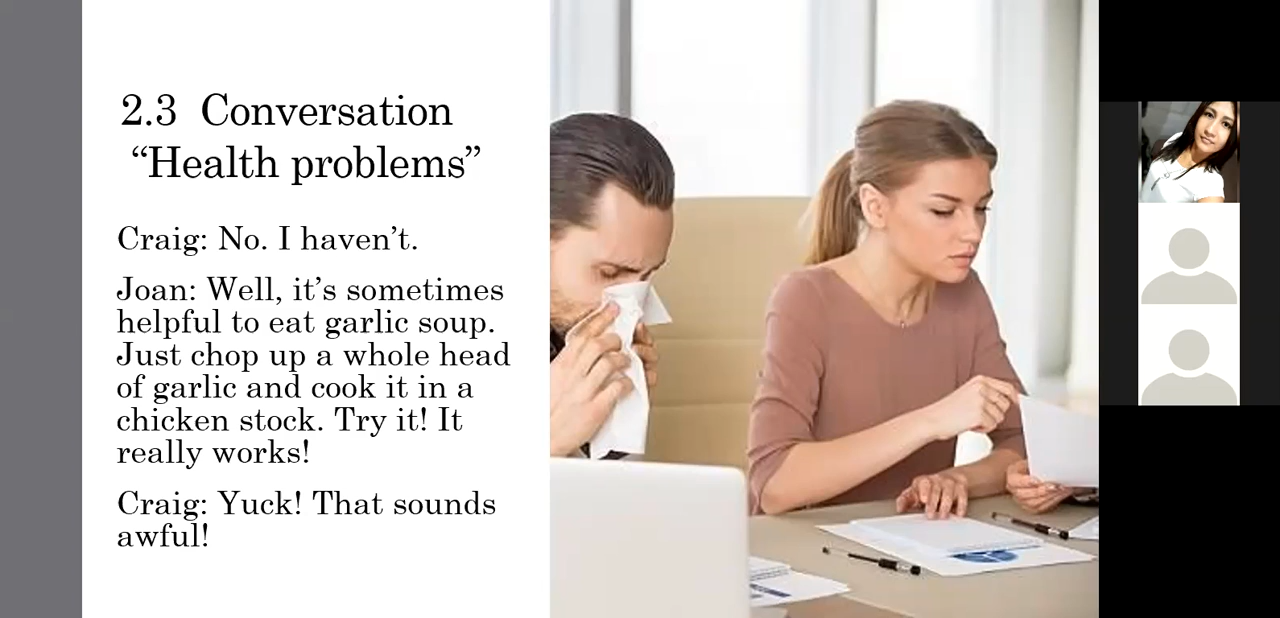 2.3 Conversation
“Health problems”
Craig: No. I haven’t.
Joan: Well, it’s sometimes
helpful to eat garlic soup.
Just chop up a whole head
of garlic and cook it in a
chicken stock. Try it! It
really works!
Craig: Yuck! That sounds
awful!